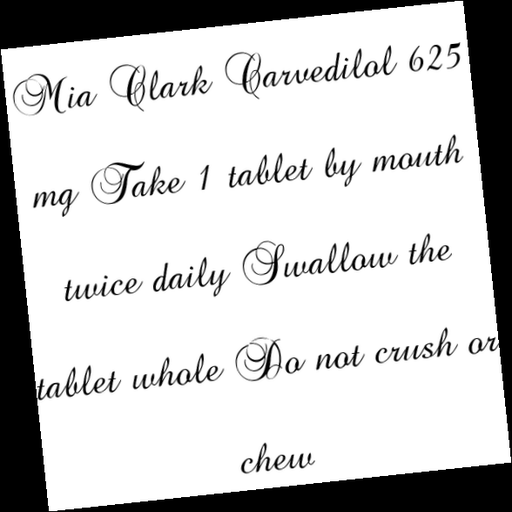 Mia Clark Carvedilol 625
mg Take 1 tablet by mouth
twice daily Swallow the
tablet whole Do not crush or
chew